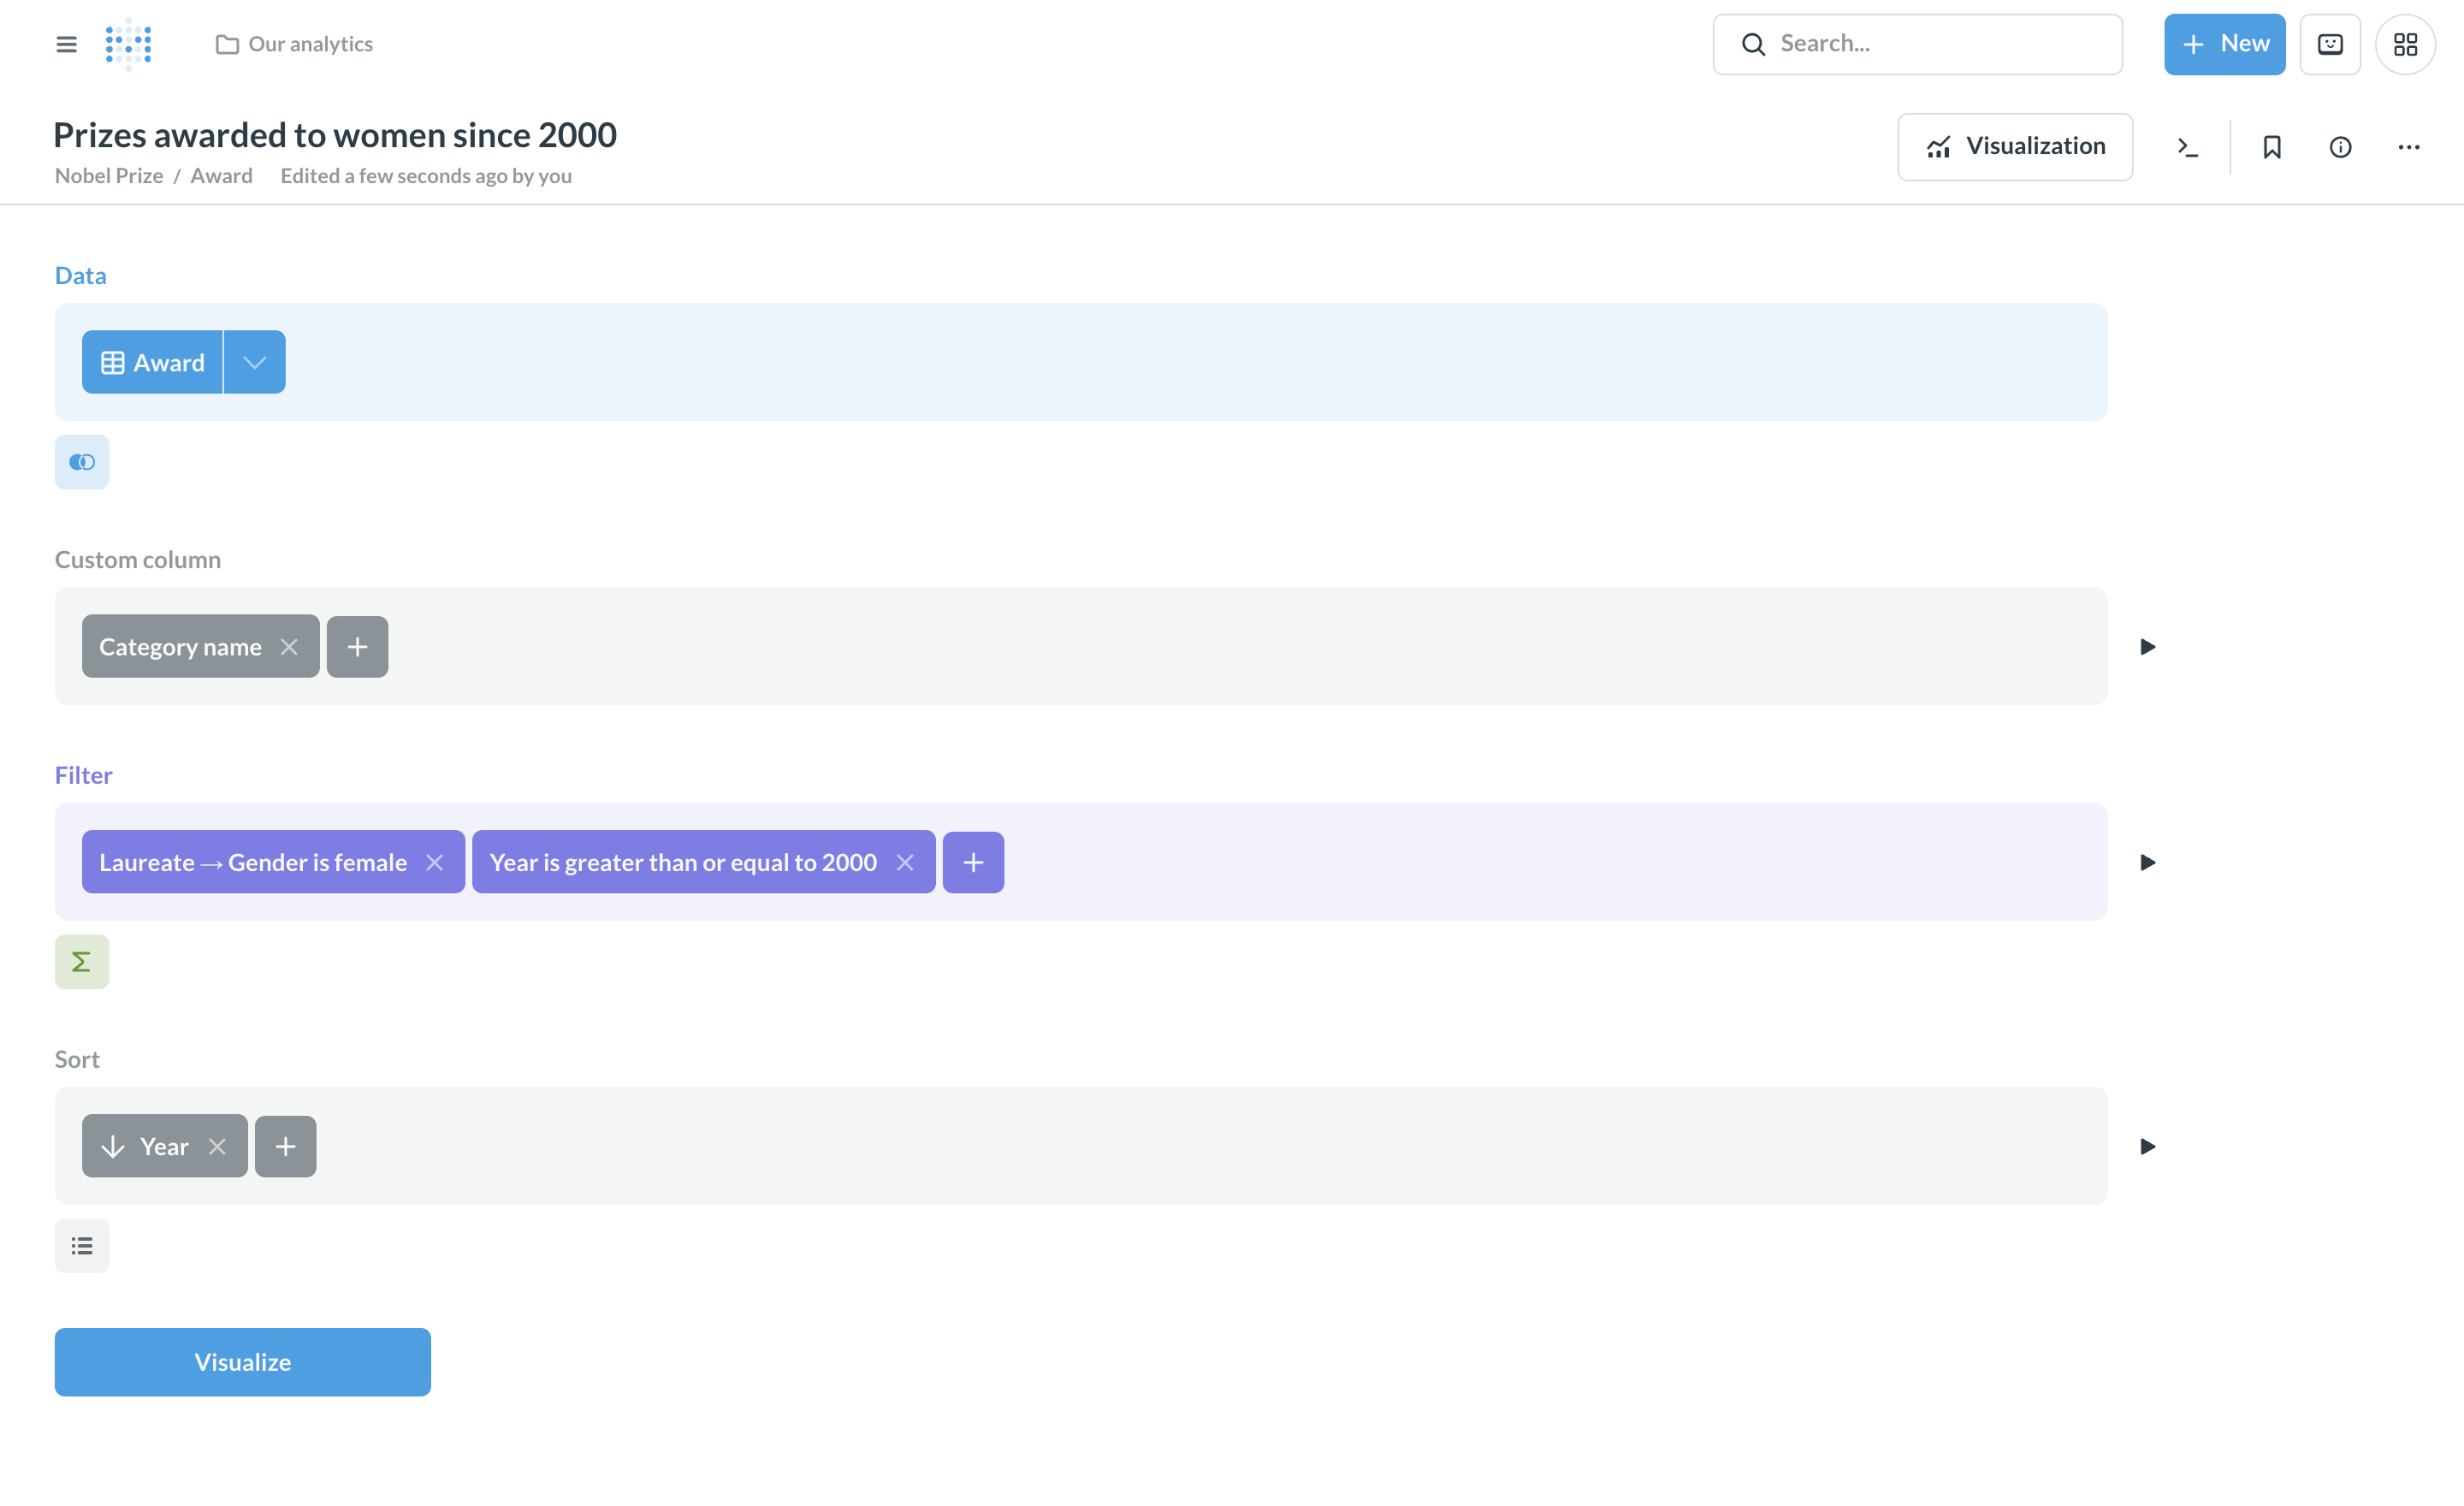 Our analytics
Search...
New
Prizes awarded to women since 2000
Visualization
Nobel Prize / Award Edited a few seconds ago by you
Data
Award
Custom column
Category name
Filter
Laureate → Gender is female
Year is greater than or equal to 2000
Sort
Year
Visualize